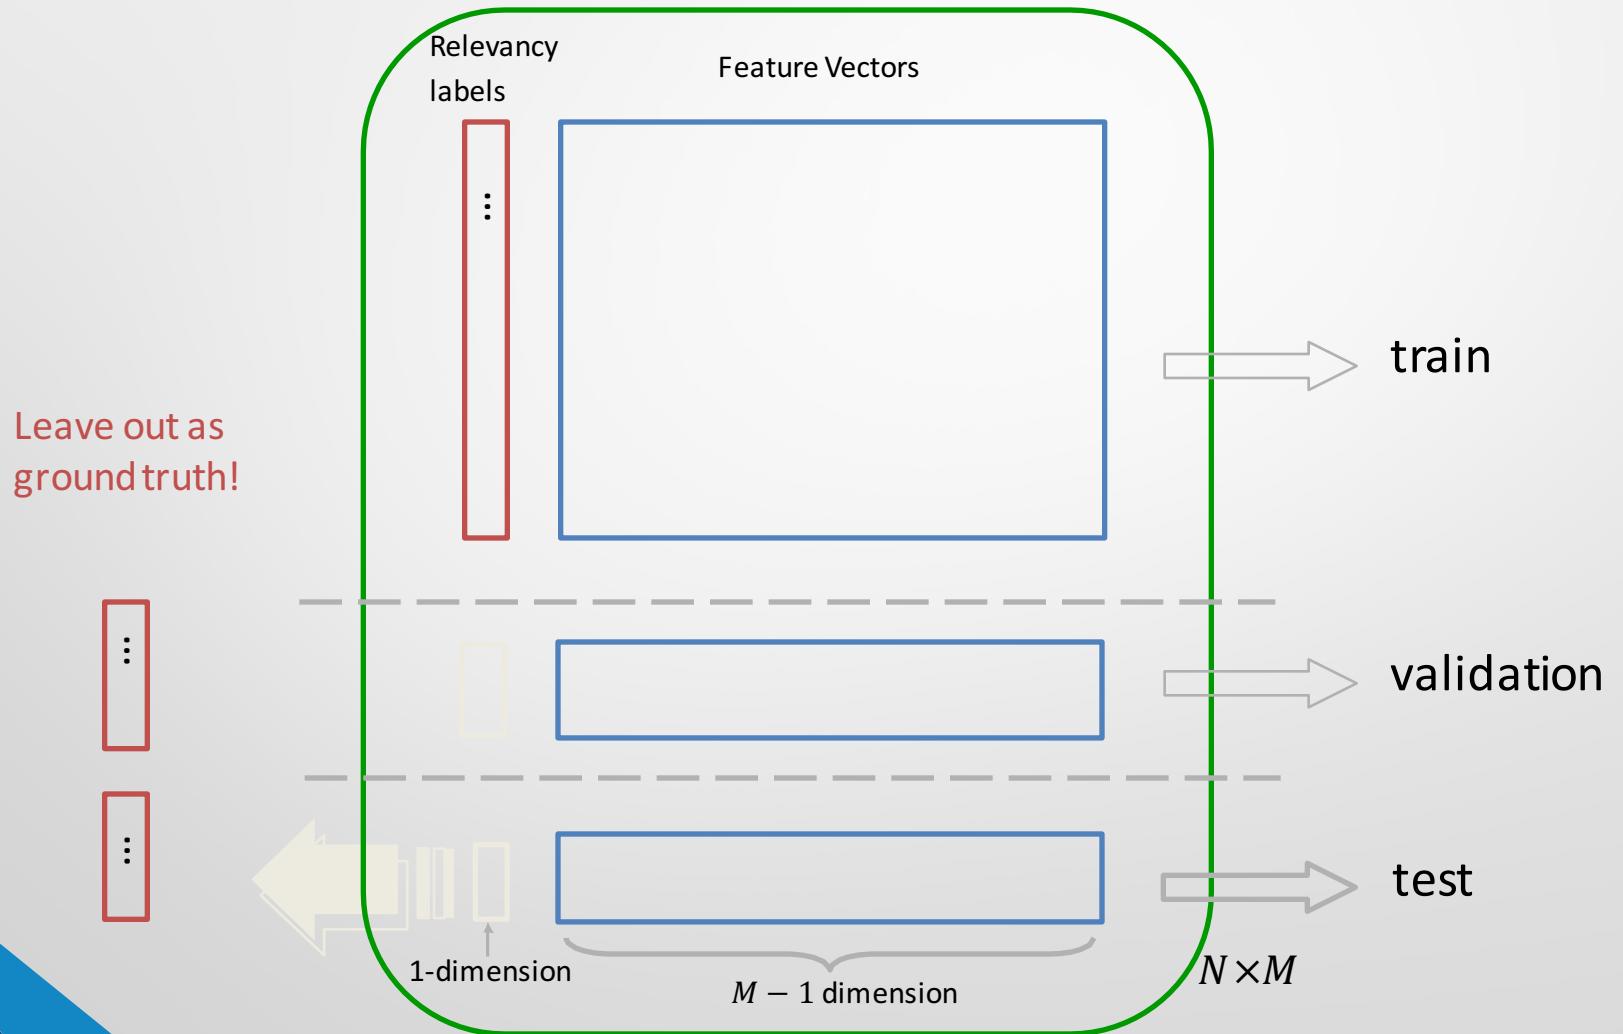 Relevancy
labels
Feature Vectors
⋮
train
Leave out as
ground truth!
⋮
validation
⋮
test
1-dimension
M − 1 dimension
N ×M